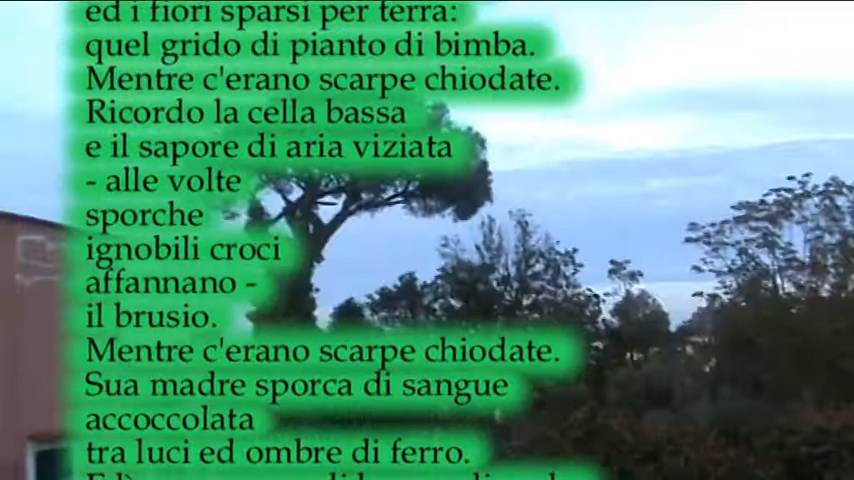 ed i fiori sparsi per terra:
quel grido di pianto di bimba.
Mentre c'erano scarpe chiodate.
Ricordo la cella bassa
e il sapore di aria viziata
- alle volte
sporche
ignobili croci
affannano -
il brusio.
Mentre c'erano scarpe chiodate.
Sua madre sporca di sangue
accoccolata
tra luci ed ombre di ferro.